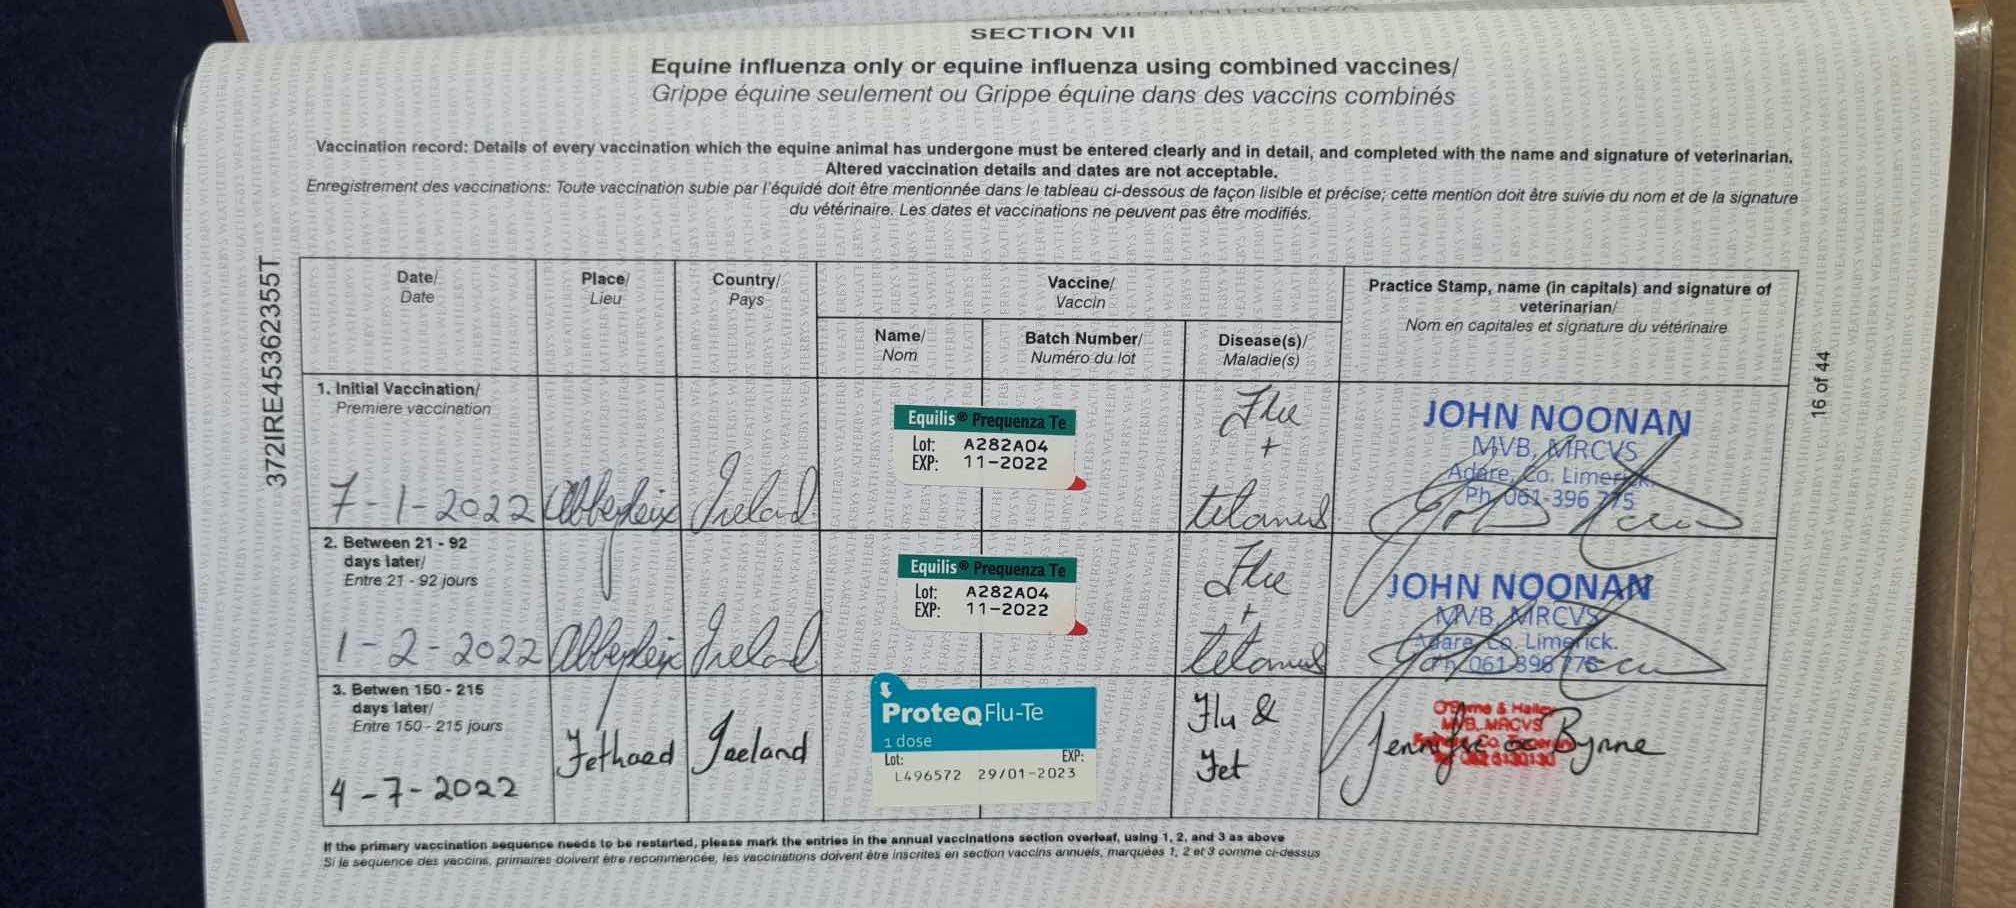 SECTION VII
Equine influenza only or equine influenza using combined vaccines/
Grippe équine seulement ou Grippe équine dans des vaccins combinés
Vaccination record: Details of every vaccination which the equine animal has undergone must be entered clearly and in detail, and completed with the name and signature of veterinarian.
Altered vaccination details and dates are not acceptable.
Enregistrement des vaccinations: Toute vaccination subie par l'équidé doit être mentionnée dans le tableau ci-dessous de façon lisible et précise; cette mention doit être suivie du nom et de la signature
du vétérinaire. Les dates et vaccinations ne peuvent pas être modifiés.
372IRE45362355T
16 of 44
Date/
Date
Place/
Lieu
Country/
Pays
Vaccine/
Vaccin
Name/
Nom
Batch Number/
Numéro du lot
Disease(s)/
Maladie(s)
Practice Stamp, name (in capitals) and signature of
veterinarian/
Nom en capitales et signature du vétérinaire
1. Initial Vaccination/
Premiere vaccination
7-1-2022
Abbeyleix
Ireland
Equilis® Prequenza Te
Lot: A282A04
EXP: 11-2022
Flu
+
tetanus
JOHN NOONAN
MVB, MRCVS
Adare, Co. Limerick.
Ph. 061-396 775
2. Between 21 - 92
days later/
Entre 21 - 92 jours
1-2-2022
Abbeyleix
Ireland
Equilis® Prequenza Te
Lot: A282A04
EXP: 11-2022
Flu
+
tetanus
JOHN NOONAN
MVB, MRCVS
Adare, Co. Limerick.
Ph. 061 396 775
3. Betwen 150 - 215
days later/
Entre 150 - 215 jours
4-7-2022
Fethard
Ireland
ProteqFlu-Te
1 dose
Lot: EXP:
L496572 29/01-2023
Flu &
Tet
MVB MRCVS
Byrne
If the primary vaccination sequence needs to be restarted, please mark the entries in the annual vaccinations section overleaf, using 1, 2, and 3 as above
Si le sequence des vaccins, primaires doivent être recommencée, les vaccinations doivent être inscrites en section vaccins annuels, marquées 1, 2 et 3 comme ci-dessus